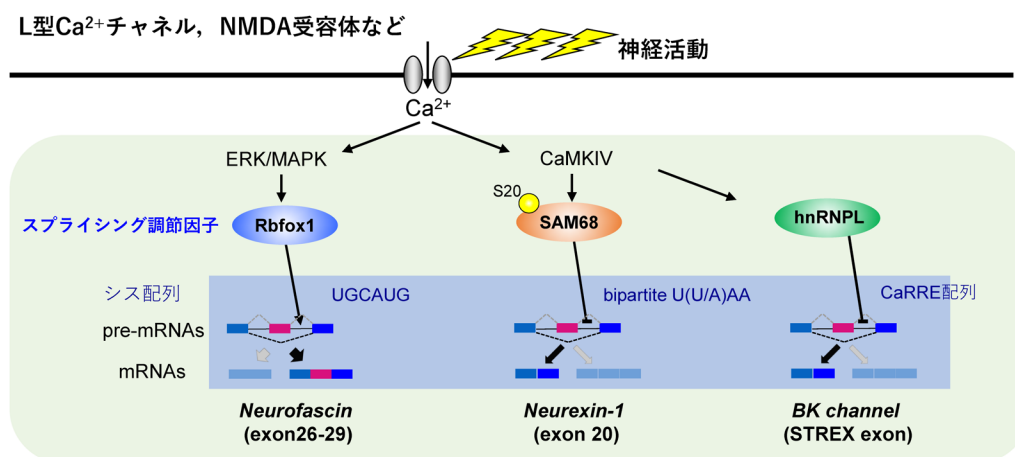 L型Ca²⁺チャネル，NMDA受容体など
神経活動
Ca²⁺
ERK/MAPK
CaMKIV
S20
スプライシング調節因子
Rbfox1
SAM68
hnRNPL
シス配列
UGCAUG
bipartite U(U/A)AA
CaRRE配列
pre-mRNAs
mRNAs
Neurofascin
(exon26-29)
Neurexin-1
(exon 20)
BK channel
(STREX exon)